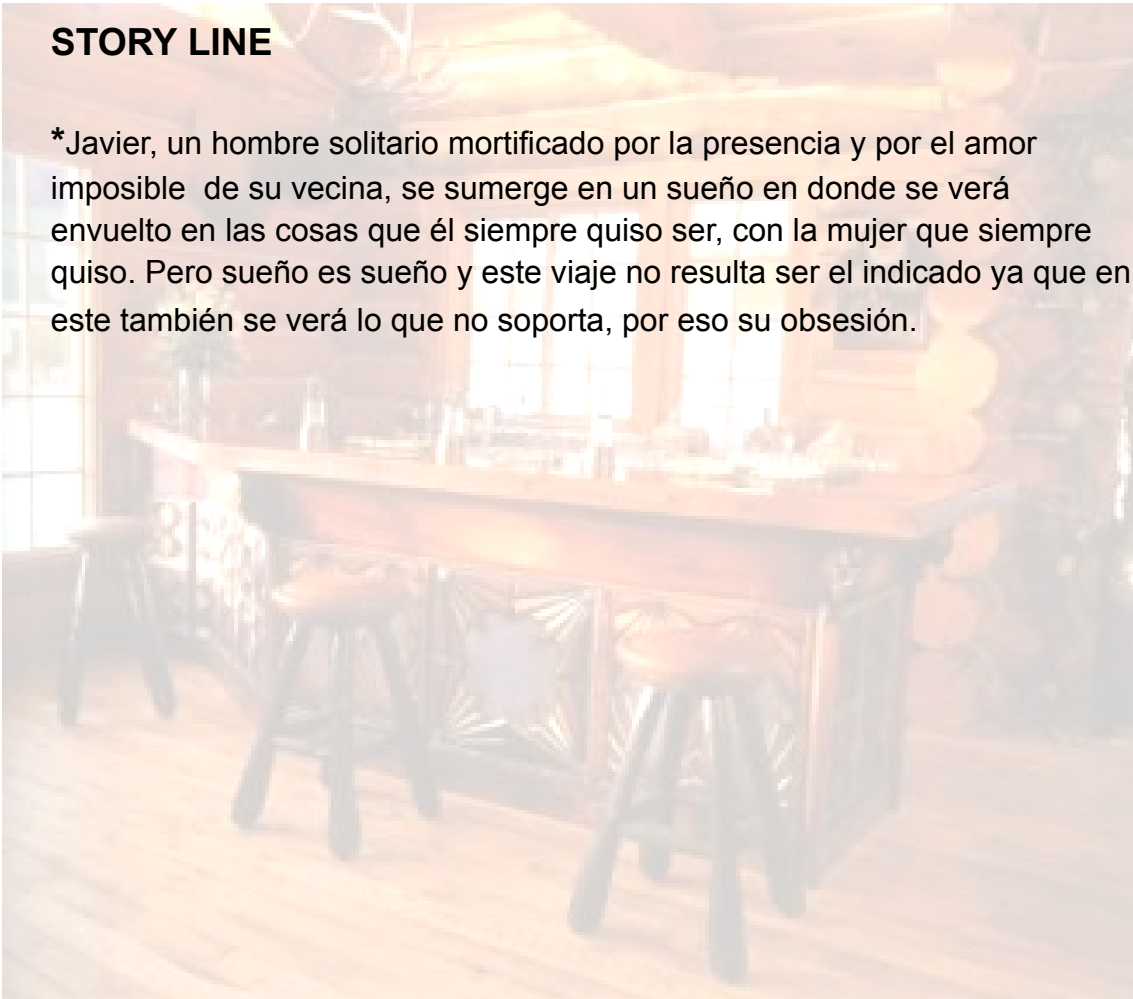 STORY LINE
*Javier, un hombre solitario mortificado por la presencia y por el amor
imposible  de su vecina, se sumerge en un sueño en donde se verá
envuelto en las cosas que él siempre quiso ser, con la mujer que siempre
quiso. Pero sueño es sueño y este viaje no resulta ser el indicado ya que en
este también se verá lo que no soporta, por eso su obsesión.